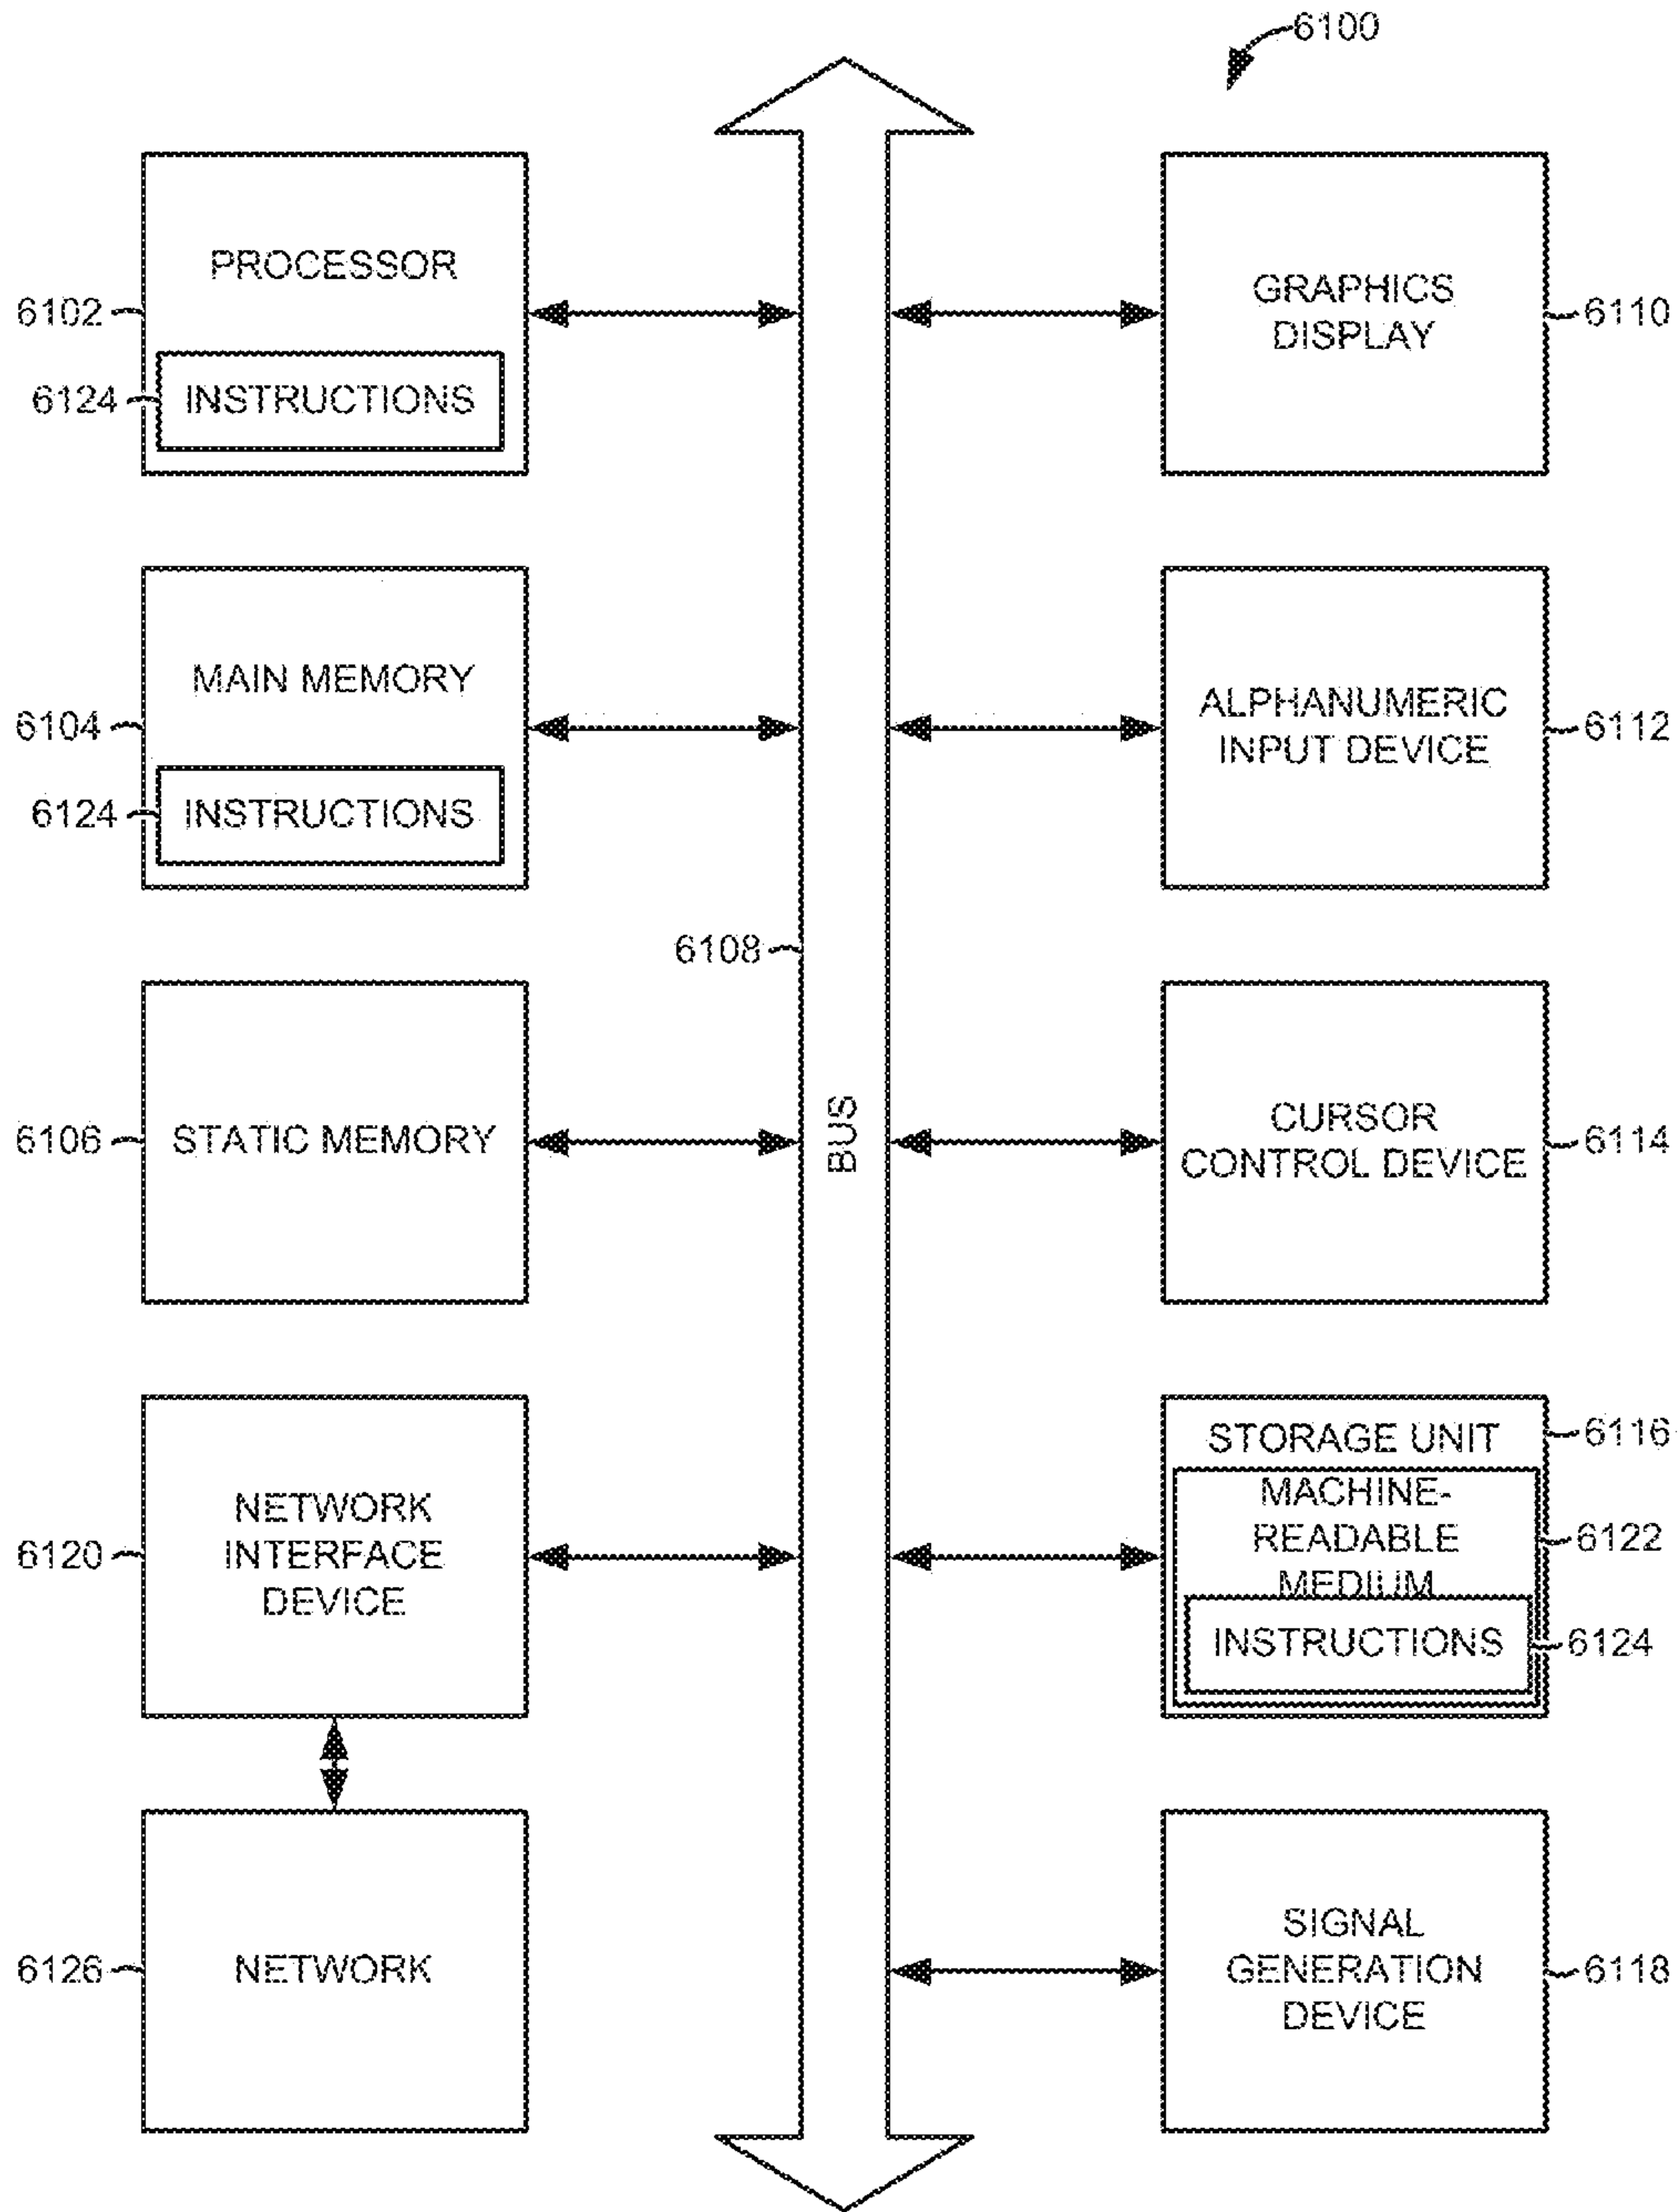 6100
PROCESSOR
6102
6124
INSTRUCTIONS
GRAPHICS
DISPLAY
6110
MAIN MEMORY
6104
6124
INSTRUCTIONS
ALPHANUMERIC
INPUT DEVICE
6112
6108
BUS
6106
STATIC MEMORY
CURSOR
CONTROL DEVICE
6114
NETWORK
INTERFACE
DEVICE
6120
STORAGE UNIT
6116
MACHINE-
READABLE
MEDIUM
6122
INSTRUCTIONS
6124
6126
NETWORK
SIGNAL
GENERATION
DEVICE
6118